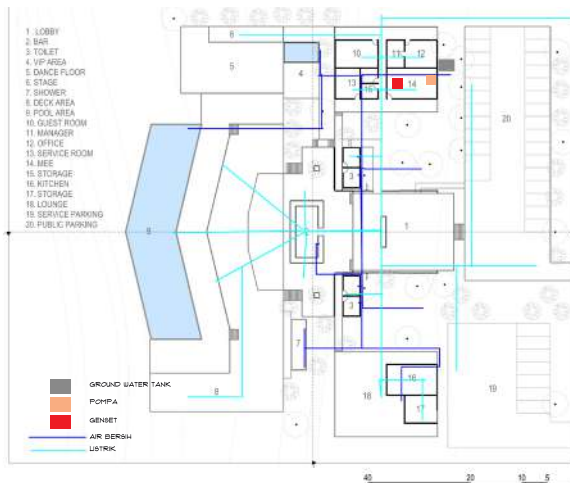 1. LOBBY
2. BAR
3. TOILET
4. VIP AREA
5. DANCE FLOOR
6. STAGE
7. SHOWER
8. DECK AREA
9. POOL AREA
10. GUEST ROOM
11. MANAGER
12. OFFICE
13. SERVICE ROOM
14. MEE
15. STORAGE
16. KITCHEN
17. STORAGE
18. LOUNGE
19. SERVICE PARKING
20. PUBLIC PARKING
6
5
4
10
11
12
13
15
14
20
3
9
1
3
7
8
18
16
17
19
GROUND WATER TANK
POMPA
GENSET
AIR BERSIH
LISTRIK
40 20 10 5